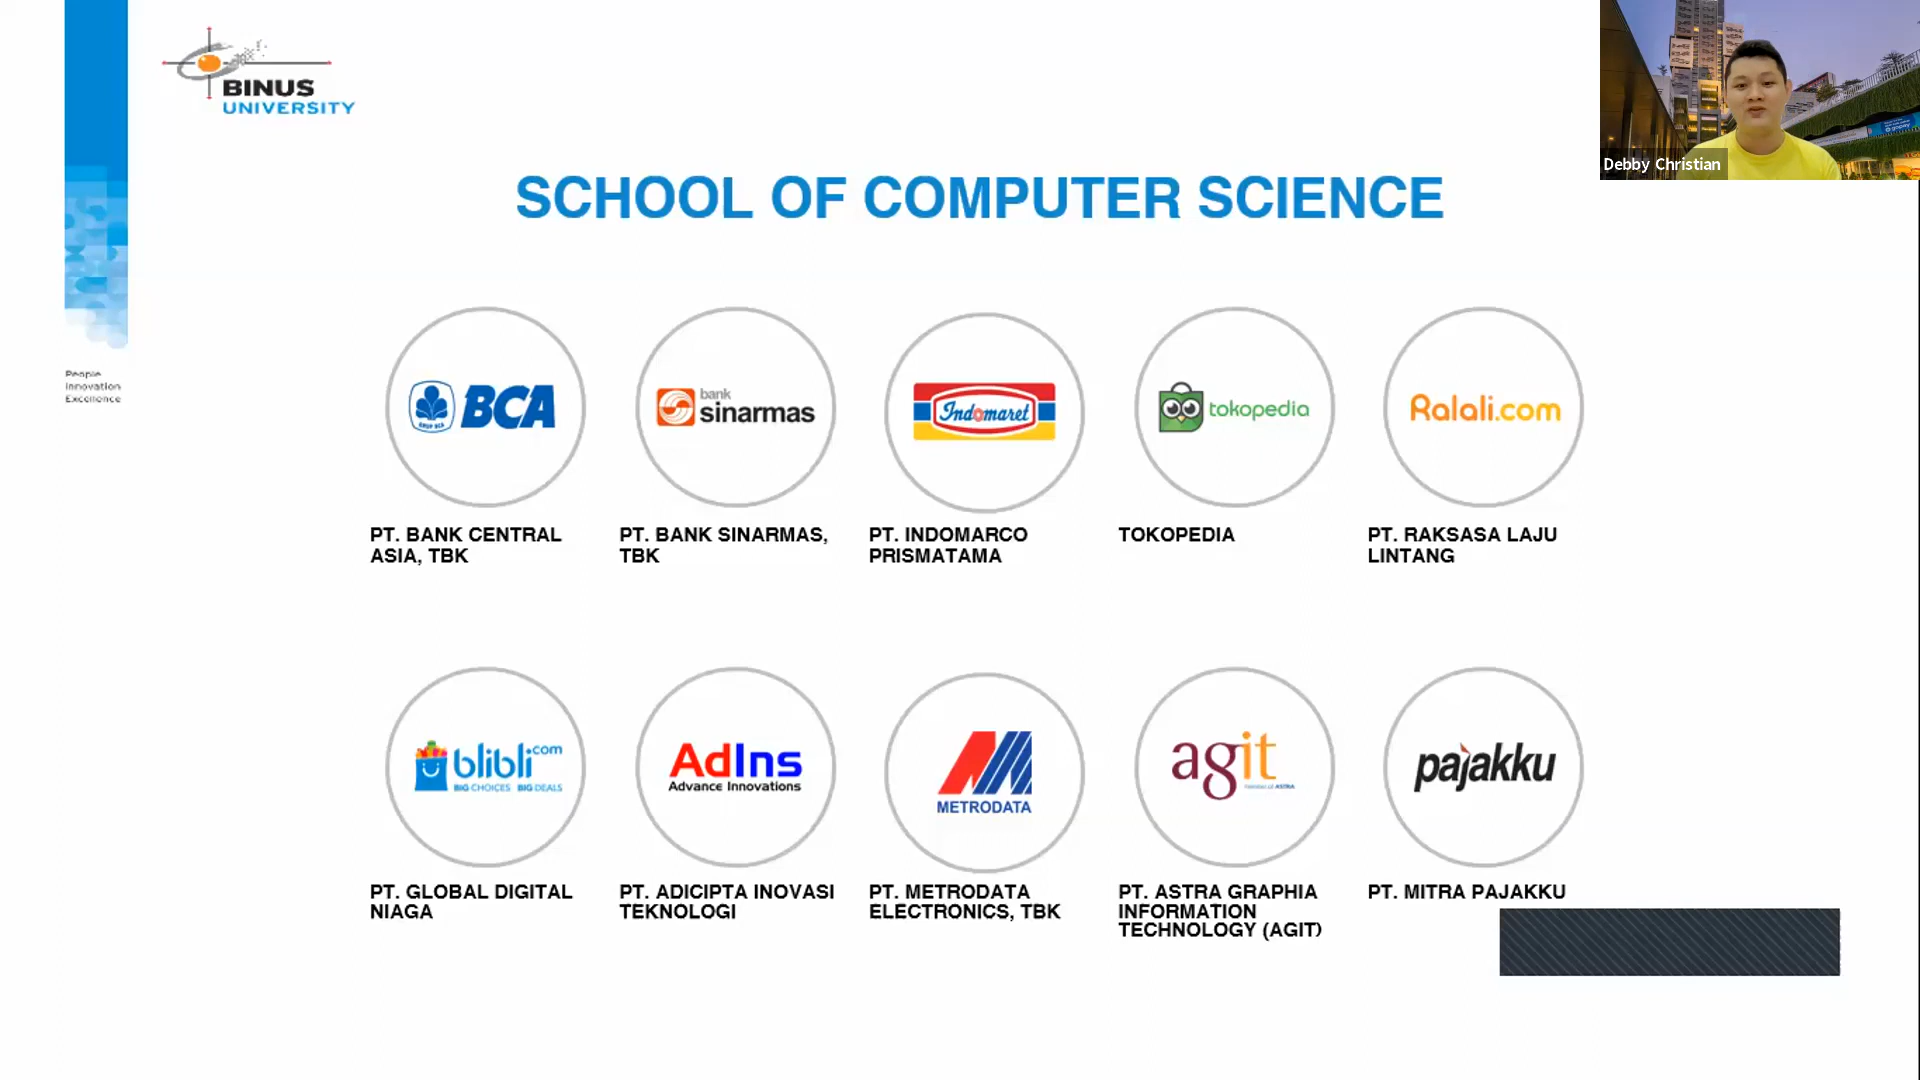 BINUS
UNIVERSITY
Debby Christian
SCHOOL OF COMPUTER SCIENCE
People
Innovation
Excellence
BCA
bank
sinarmas
Indomaret
tokopedia
Ralali.com
PT. BANK CENTRAL
ASIA, TBK
PT. BANK SINARMAS,
TBK
PT. INDOMARCO
PRISMATAMA
TOKOPEDIA
PT. RAKSASA LAJU
LINTANG
blibli.com
BIG CHOICES BIG DEALS
AdIns
Advance Innovations
METRODATA
agit
member of ASTRA
pajakku
PT. GLOBAL DIGITAL
NIAGA
PT. ADICIPTA INOVASI
TEKNOLOGI
PT. METRODATA
ELECTRONICS, TBK
PT. ASTRA GRAPHIA
INFORMATION
TECHNOLOGY (AGIT)
PT. MITRA PAJAKKU